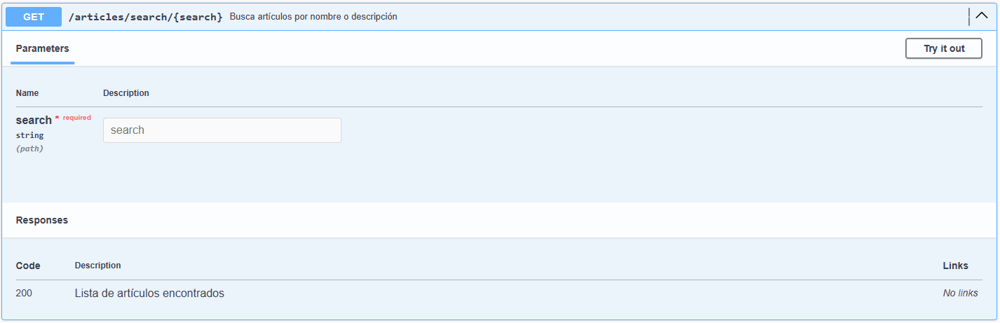 GET /articles/search/{search} Busca artículos por nombre o descripción
Parameters Try it out
Name Description
search * required search
string
(path)
Responses
Code Description Links
200 Lista de artículos encontrados No links